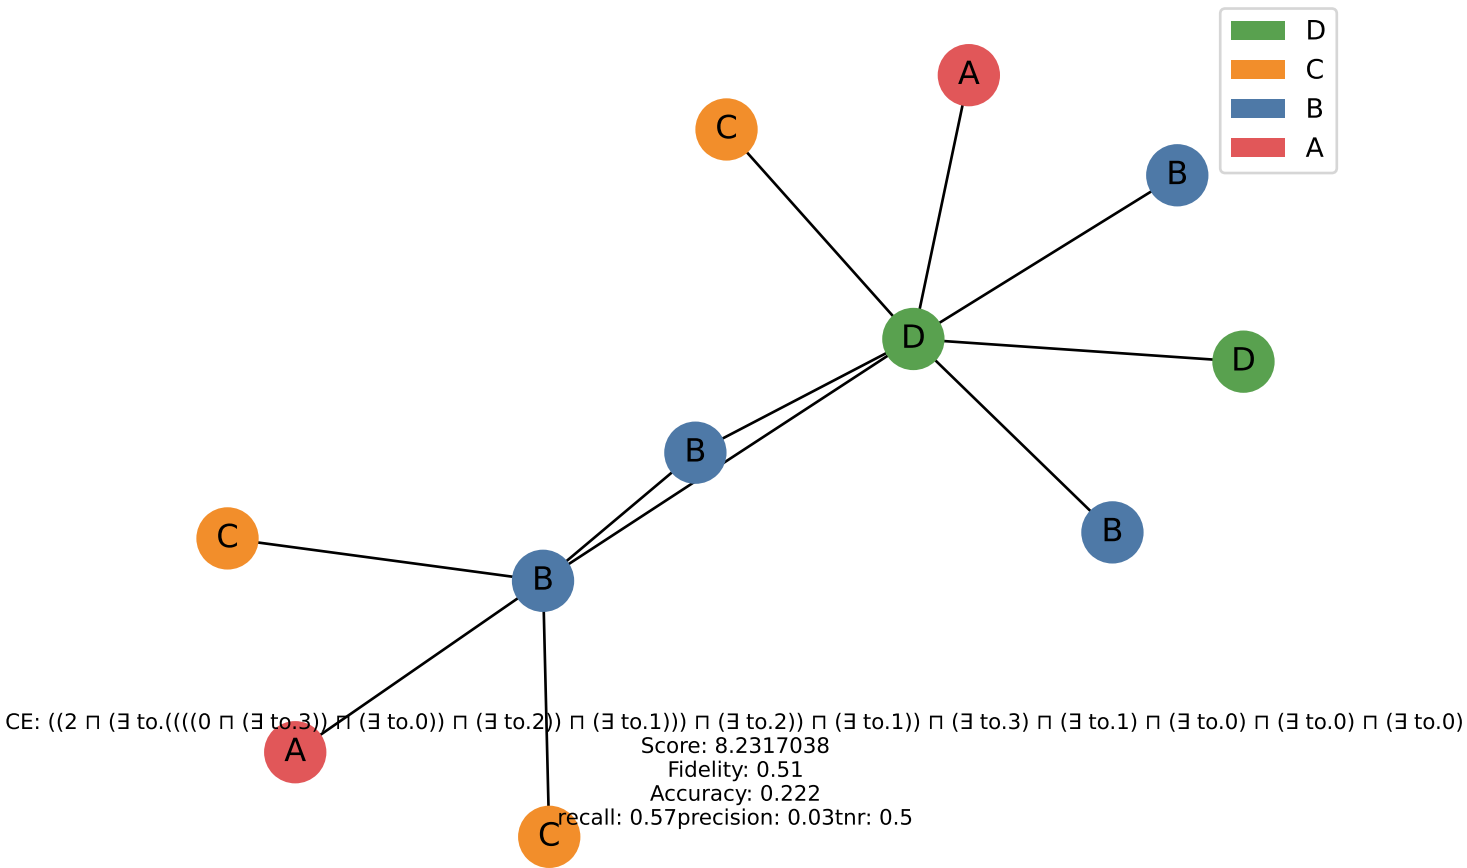 D
C
B
A
A
C
B
D
D
B
B
C
B
A
C
CE: ((2 ⊓ (∃ to.((((0 ⊓ (∃ to.3)) ⊓ (∃ to.0)) ⊓ (∃ to.2)) ⊓ (∃ to.1))) ⊓ (∃ to.2)) ⊓ (∃ to.1)) ⊓ (∃ to.3) ⊓ (∃ to.1) ⊓ (∃ to.0) ⊓ (∃ to.0) ⊓ (∃ to.0)
Score: 8.2317038
Fidelity: 0.51
Accuracy: 0.222
recall: 0.57precision: 0.03tnr: 0.5